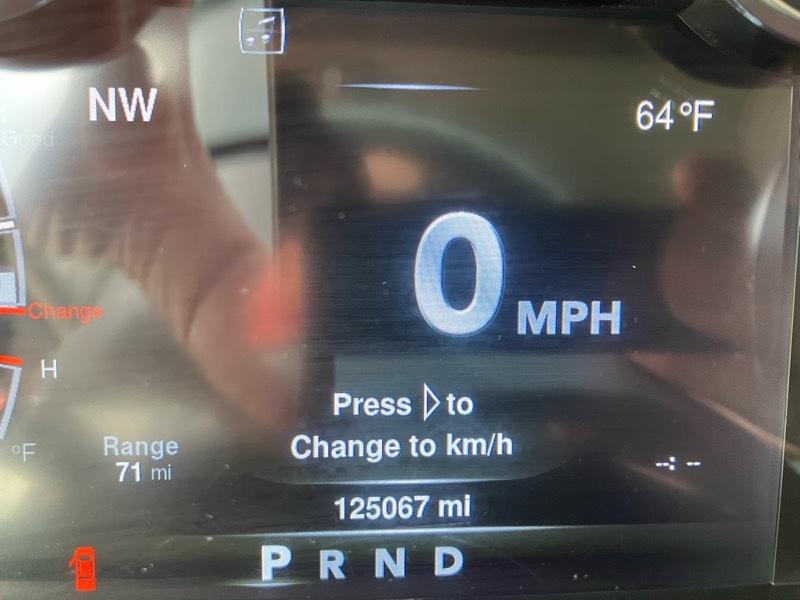 NW
64°F
Good
0 MPH
Change
H
Press ▷ to
Change to km/h
°F
Range
71 mi
--:--
125067 mi
P R N D